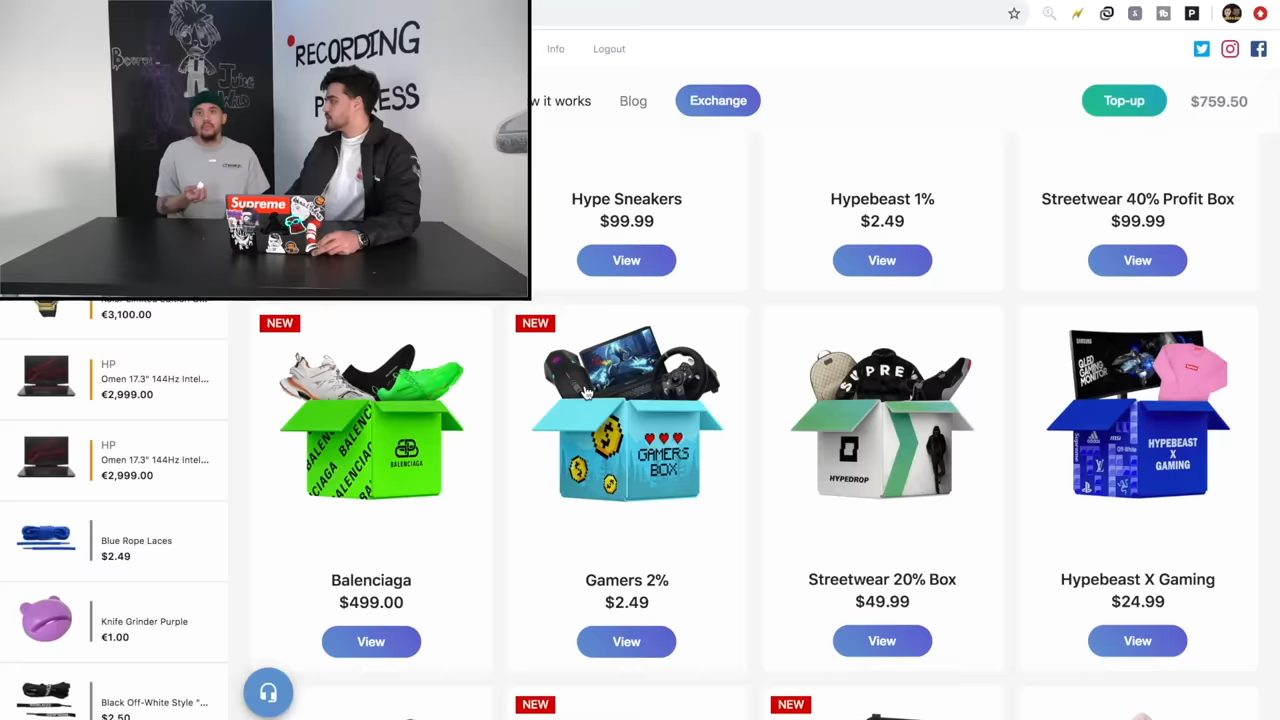 RECORDING
Info
Logout
w it works
Blog
Exchange
Top-up
$759.50
Supreme
Hype Sneakers
$99.99
View
Hypebeast 1%
$2.49
View
Streetwear 40% Profit Box
$99.99
View
€3,100.00
HP
Omen 17.3" 144Hz Intel...
€2,999.00
HP
Omen 17.3" 144Hz Intel...
€2,999.00
Blue Rope Laces
$2.49
Knife Grinder Purple
€1.00
Black Off-White Style "...
$2.50
NEW
BALENCIAGA
Balenciaga
$499.00
View
NEW
GAMERS
BOX
Gamers 2%
$2.49
View
HYPEDROP
Streetwear 20% Box
$49.99
View
SAMSUNG
QLED
GAMING
MONITOR
HYPEBEAST
X
GAMING
Hypebeast X Gaming
$24.99
View
NEW
NEW